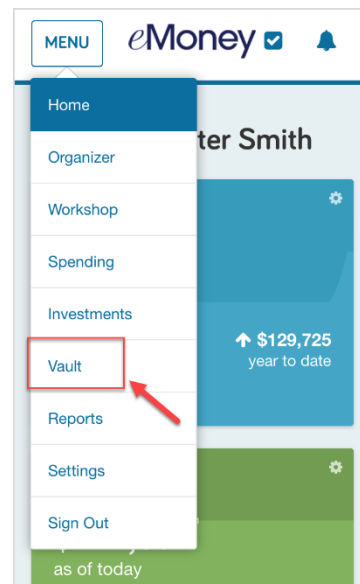 MENU eMoney
Home
ter Smith
Organizer
Workshop
Spending
Investments
$129,725
year to date
Vault
Reports
Settings
Sign Out
as of today